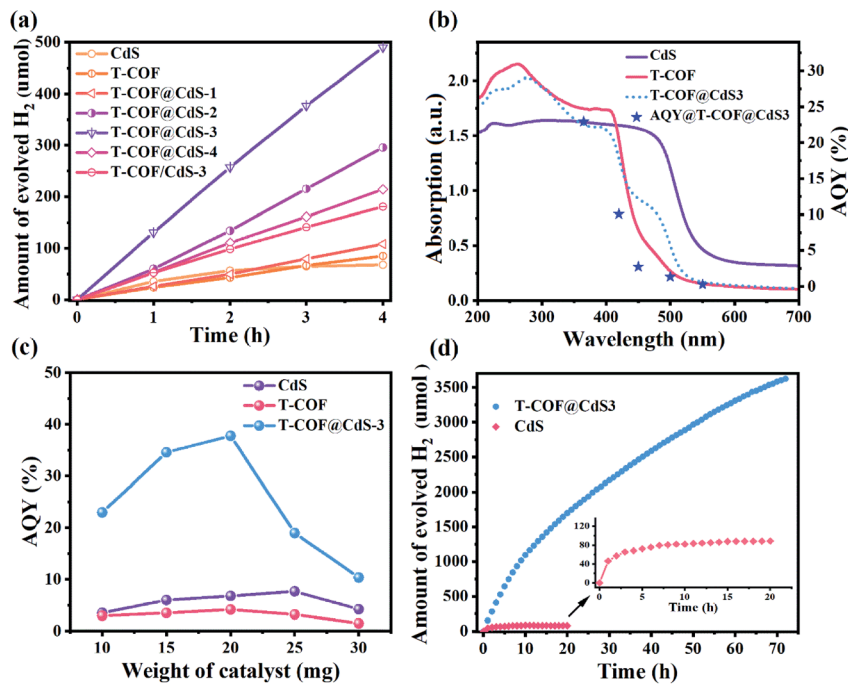 (a)
Amount of evolved H2 (umol)
500
400
300
200
100
0
CdS
T-COF
T-COF@CdS-1
T-COF@CdS-2
T-COF@CdS-3
T-COF@CdS-4
T-COF/CdS-3
0 1 2 3 4
Time (h)
(b)
Absorption (a.u.)
2.0
1.5
1.0
0.5
0.0
CdS
T-COF
T-COF@CdS3
AQY@T-COF@CdS3
30
25
20
15
10
5
0
AQY (%)
200 300 400 500 600 700
Wavelength (nm)
(c)
AQY (%)
50
40
30
20
10
0
CdS
T-COF
T-COF@CdS-3
10 15 20 25 30
Weight of catalyst (mg)
(d)
Amount of evolved H2 (umol)
3500
3000
2500
2000
1500
1000
500
0
T-COF@CdS3
CdS
120
80
40
0
0 5 10 15 20
Time (h)
0 10 20 30 40 50 60 70
Time (h)